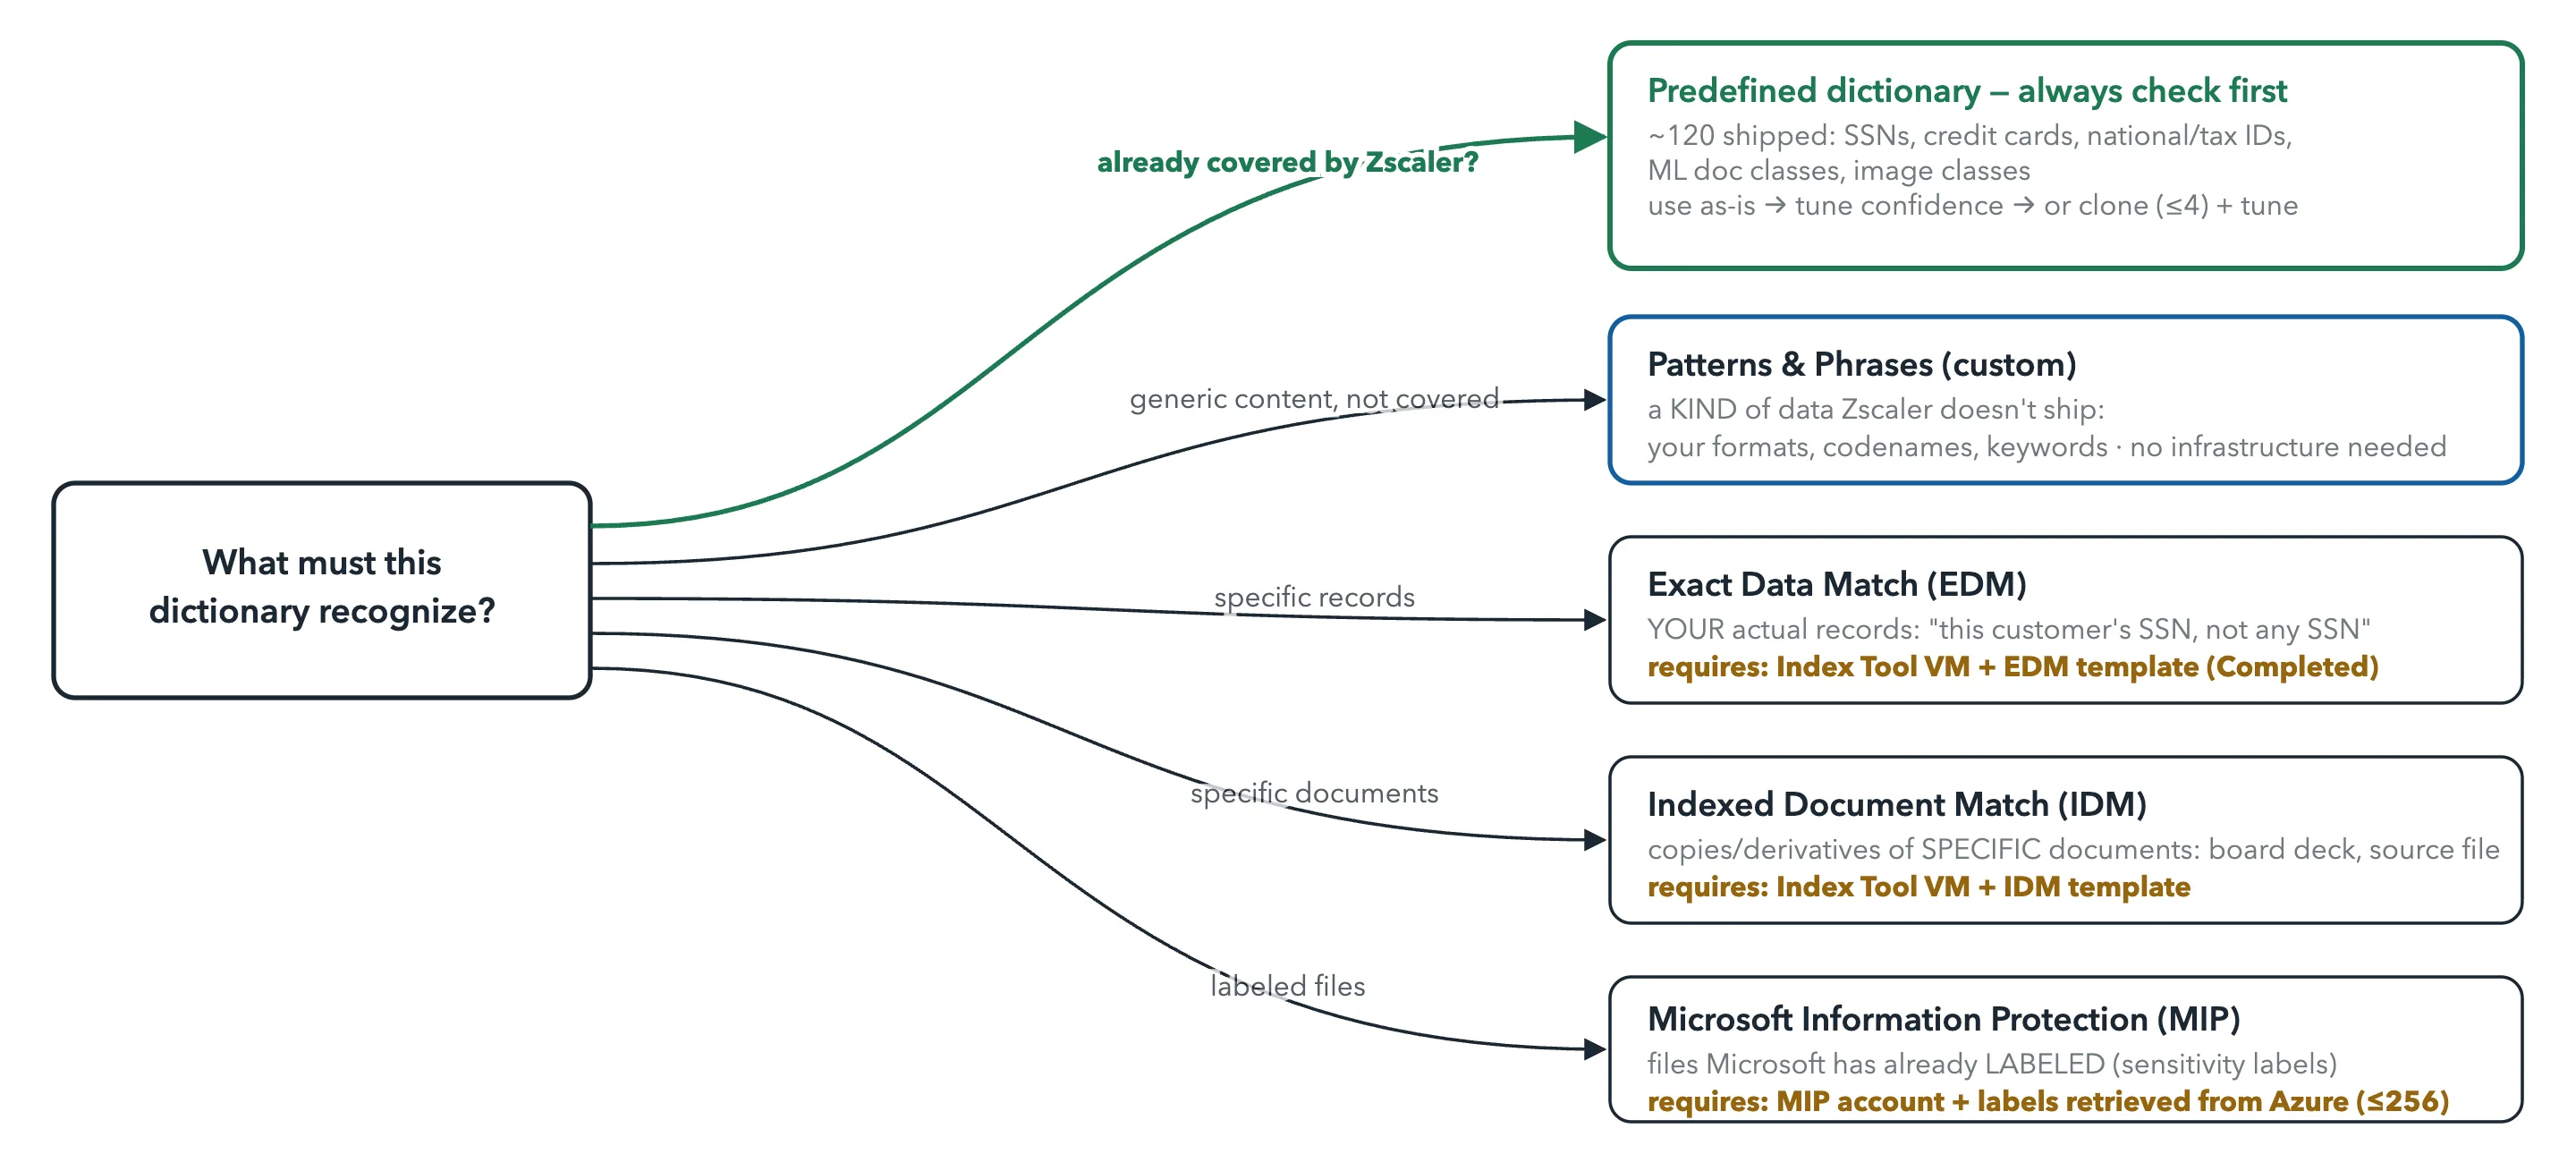 What must this
dictionary recognize?
already covered by Zscaler?
Predefined dictionary – always check first
~120 shipped: SSNs, credit cards, national/tax IDs,
ML doc classes, image classes
use as-is → tune confidence → or clone (≤4) + tune
generic content, not covered
Patterns & Phrases (custom)
a KIND of data Zscaler doesn't ship:
your formats, codenames, keywords · no infrastructure needed
specific records
Exact Data Match (EDM)
YOUR actual records: "this customer's SSN, not any SSN"
requires: Index Tool VM + EDM template (Completed)
specific documents
Indexed Document Match (IDM)
copies/derivatives of SPECIFIC documents: board deck, source file
requires: Index Tool VM + IDM template
labeled files
Microsoft Information Protection (MIP)
files Microsoft has already LABELED (sensitivity labels)
requires: MIP account + labels retrieved from Azure (≤256)